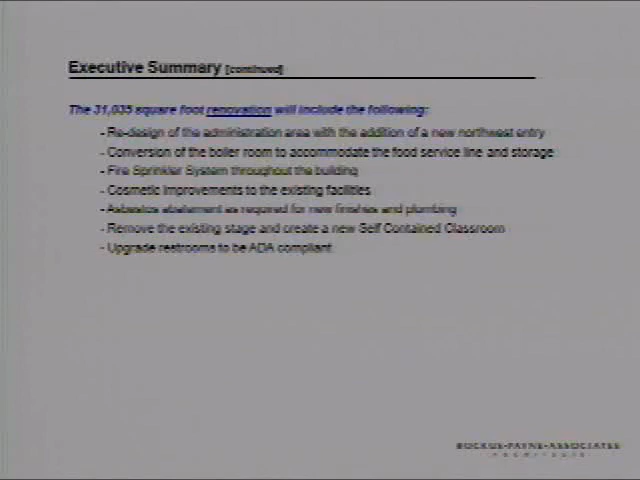 Executive Summary [continued]
The 31,035 square foot renovation will include the following:
- Re-design of the administration area with the addition of a new northwest entry
- Conversion of the boiler room to accommodate the food service line and storage
- Fire Sprinkler System throughout the building
- Cosmetic improvements to the existing facilities
- Asbestos abatement as required for new finishes and plumbing
- Remove the existing stage and create a new Self Contained Classroom
- Upgrade restrooms to be ADA compliant
BOCKUS-PAYNE-ASSOCIATES
ARCHITECTS